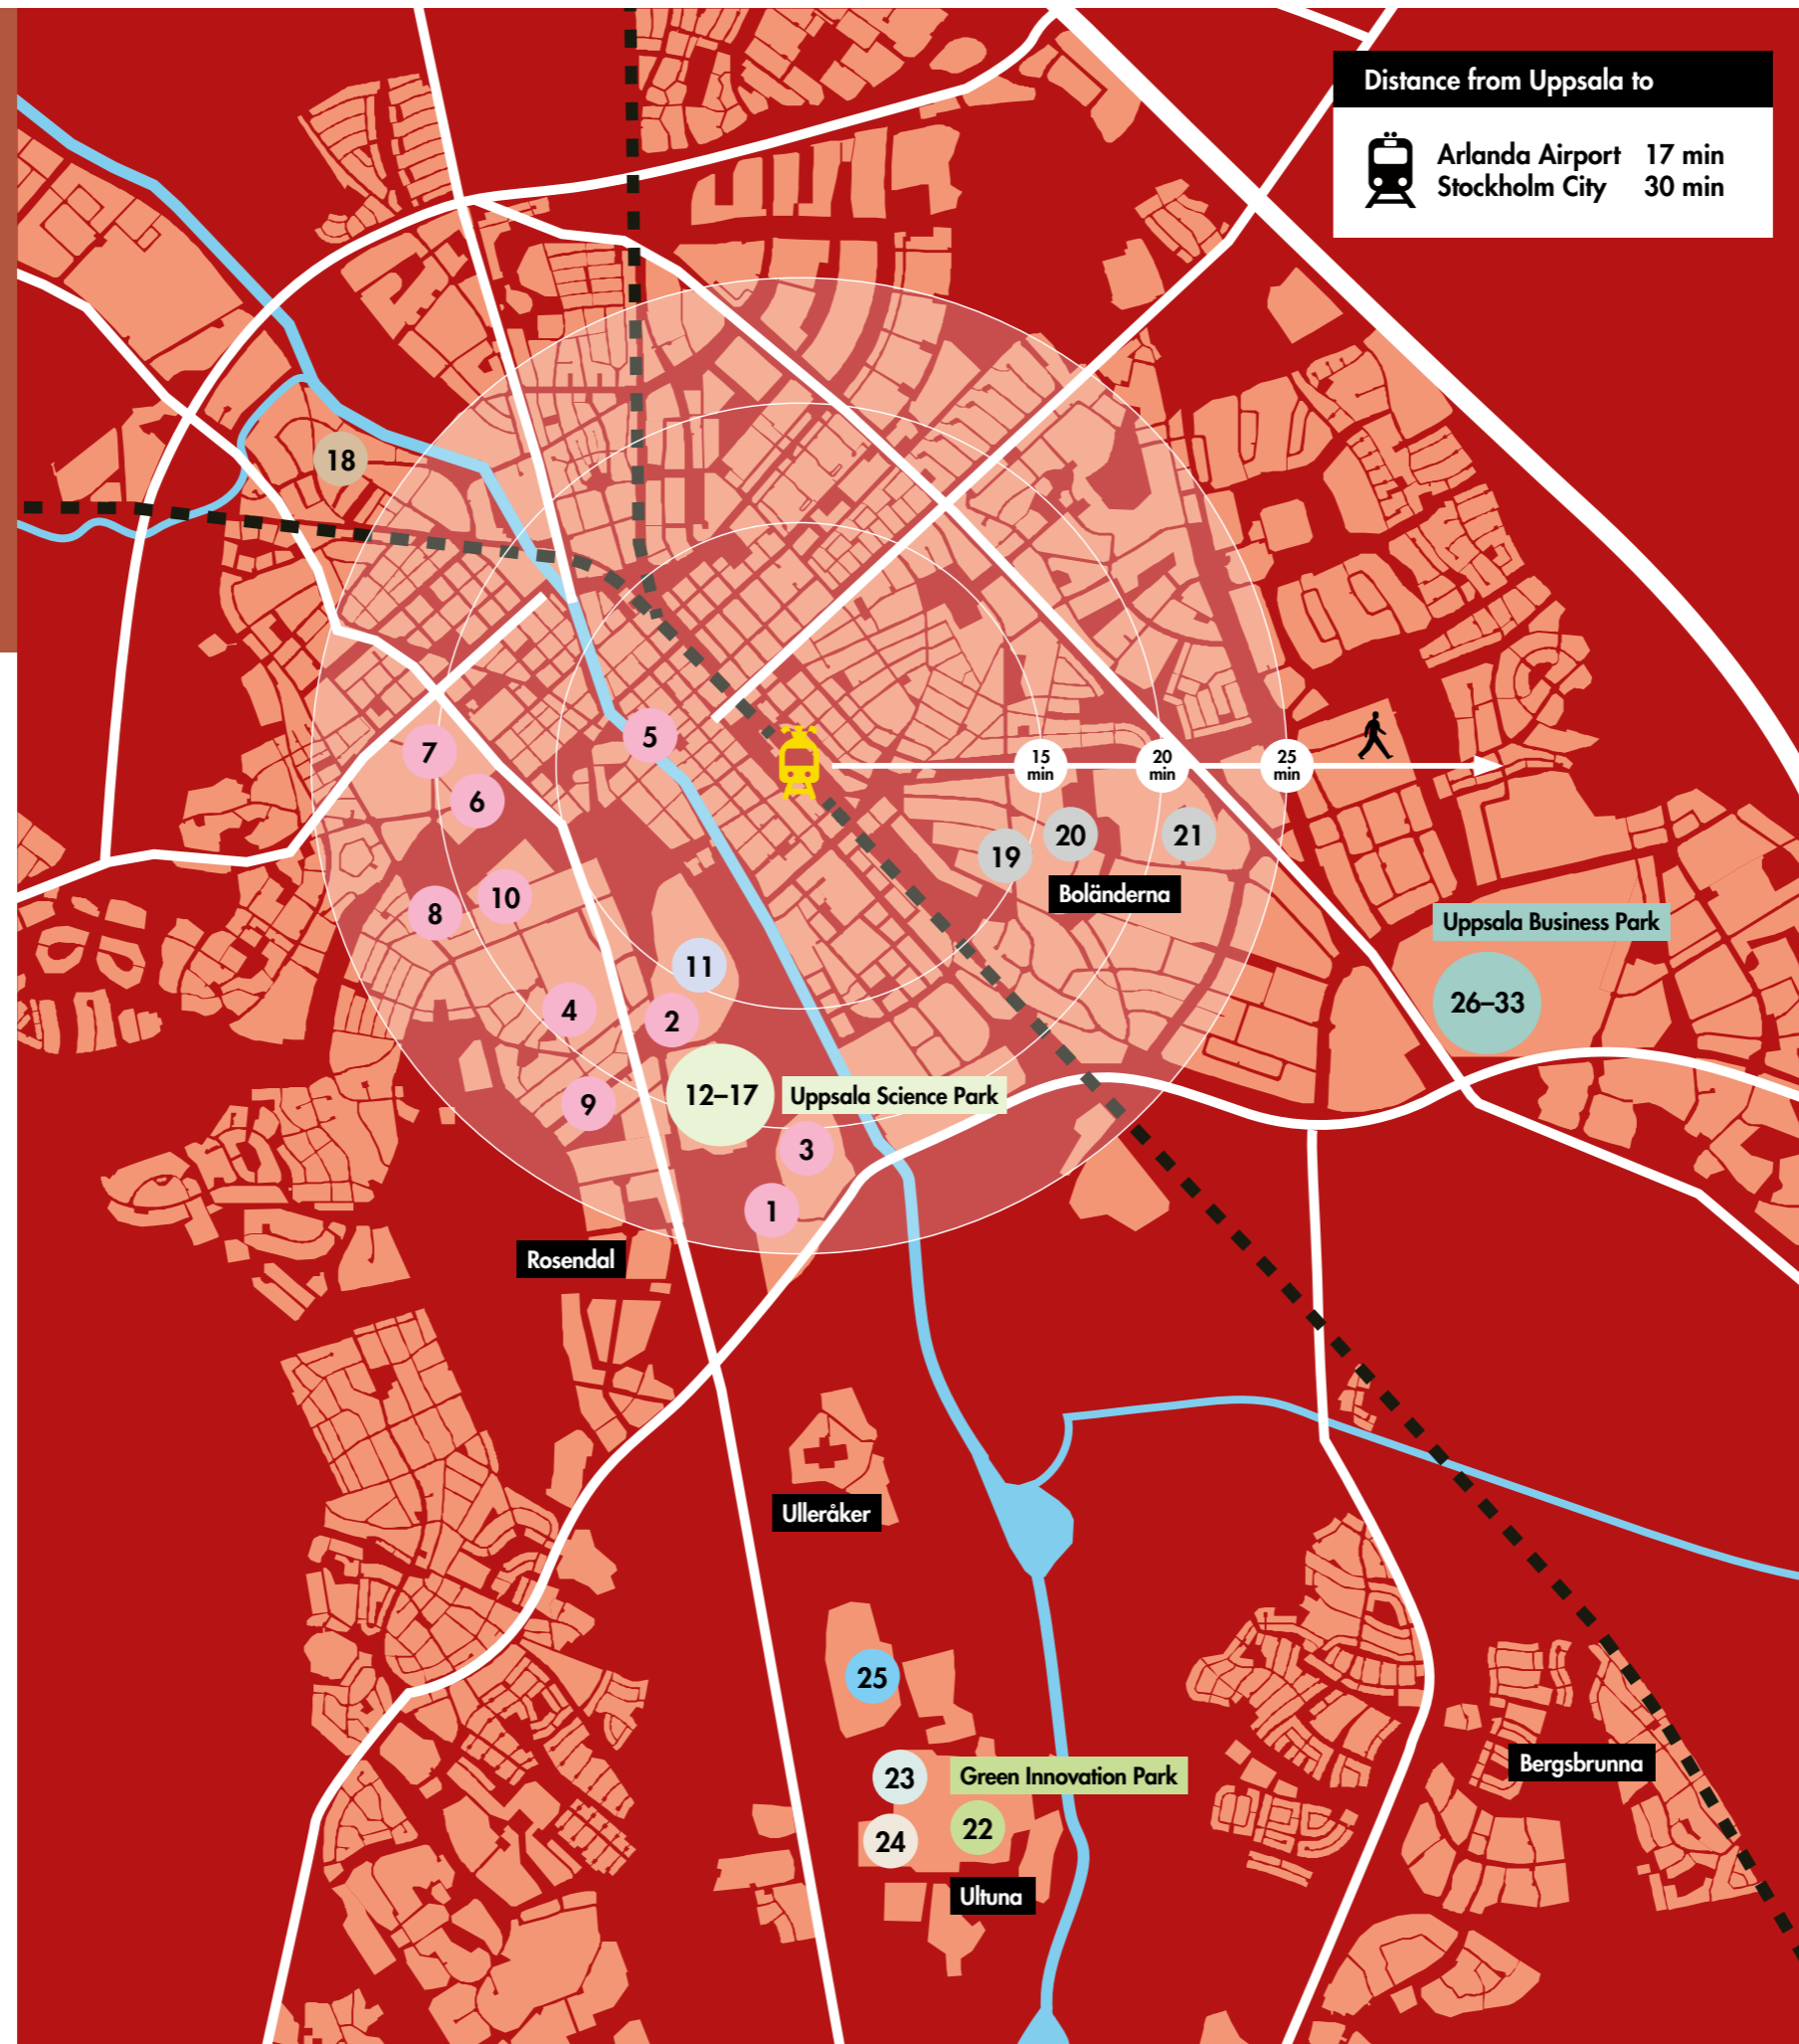 Distance from Uppsala to
Arlanda Airport 17 min
Stockholm City 30 min
18
5
7
15 min
20 min
25 min
6
20
21
19
Boländerna
10
8
Uppsala Business Park
11
26–33
4
2
12–17
Uppsala Science Park
9
3
1
Rosendal
Ulleråker
25
23
Green Innovation Park
Bergsbrunna
22
24
Ultuna